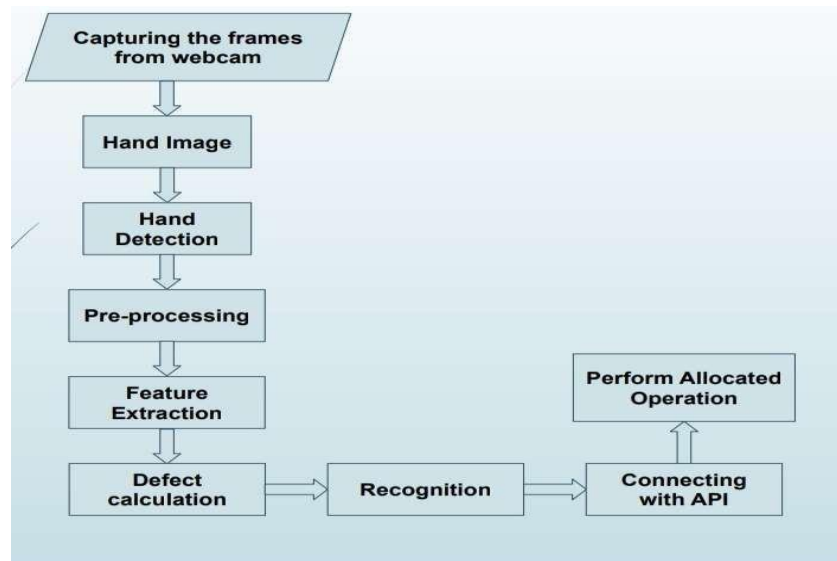 Capturing the frames
from webcam
Hand Image
Hand
Detection
Pre-processing
Feature
Extraction
Defect
calculation
Recognition
Connecting
with API
Perform Allocated
Operation